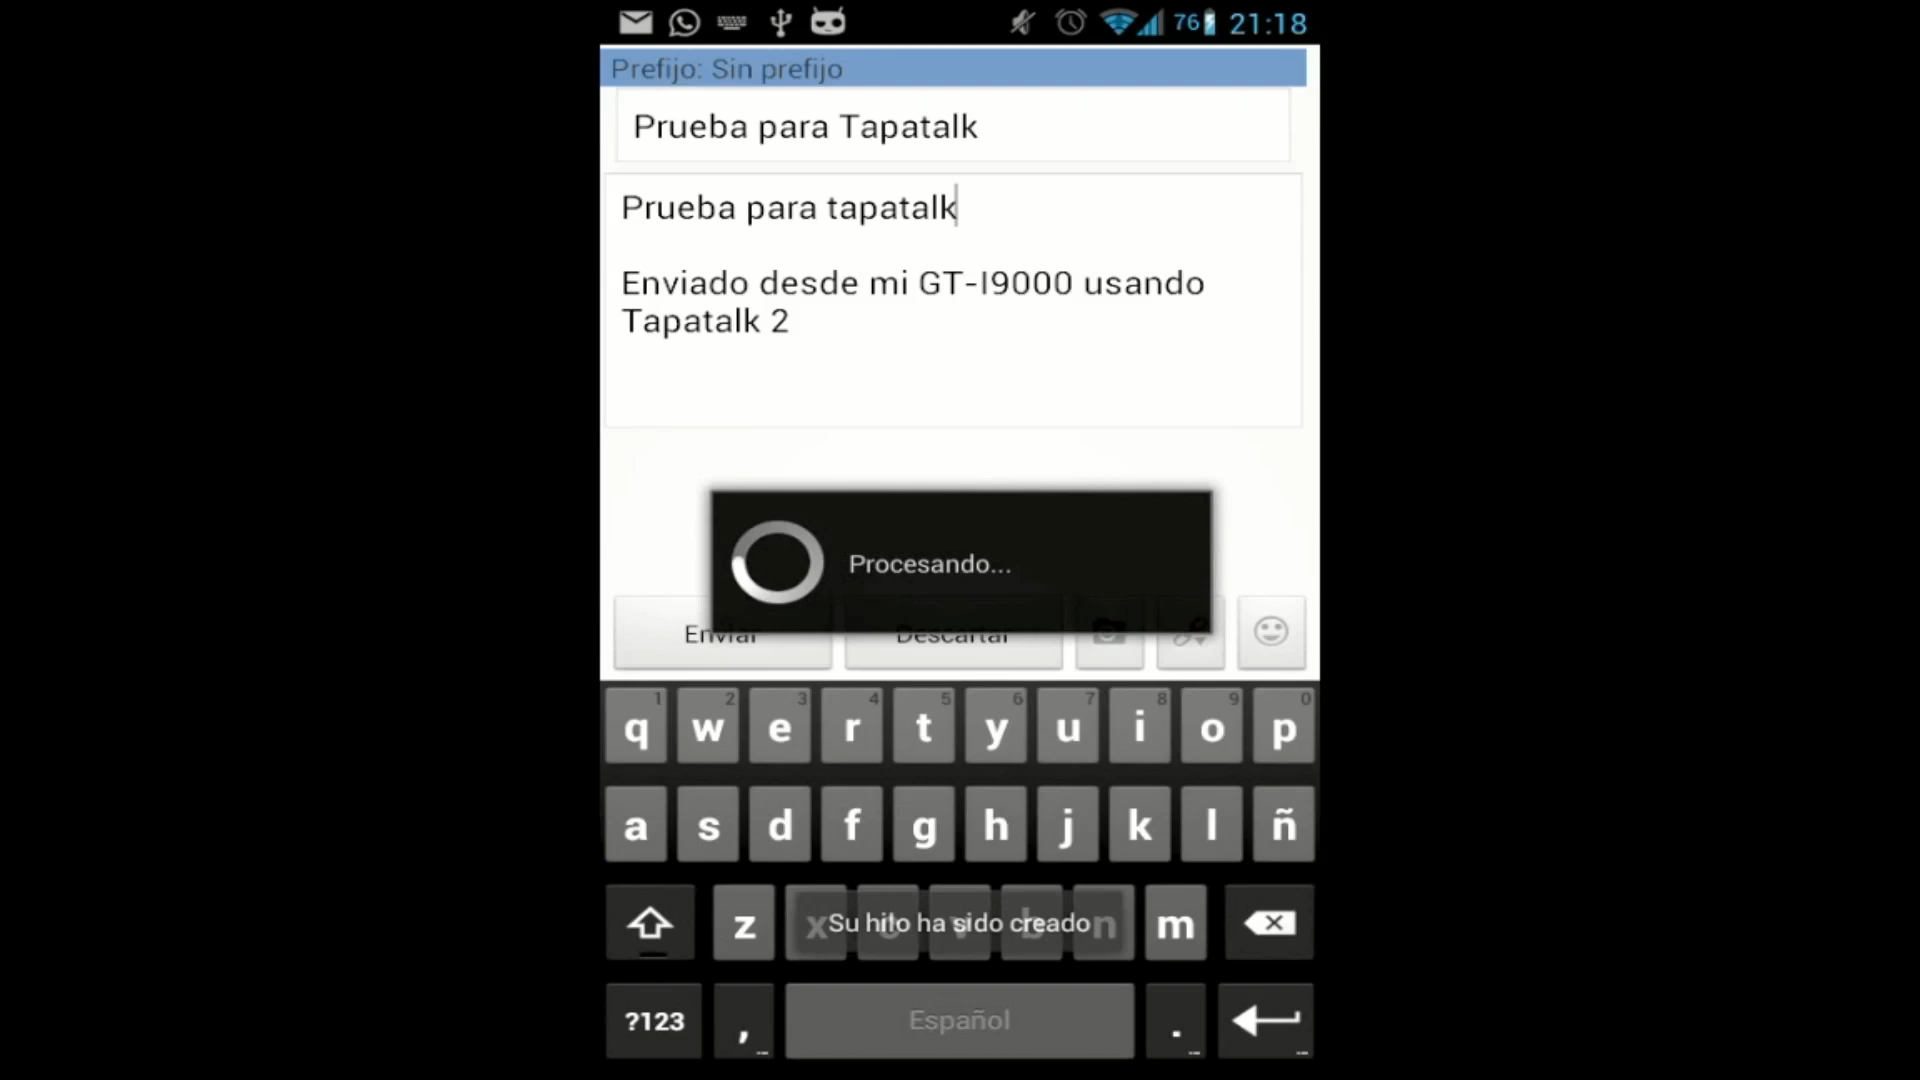 76 21:18
Prefijo: Sin prefijo
Prueba para Tapatalk
Prueba para tapatalk
Enviado desde mi GT-I9000 usando
Tapatalk 2
Procesando...
Enviar Descartar
1 2 3 4 5 6 7 8 9 0
q w e r t y u i o p
a s d f g h j k l ñ
z x c v b n m
Su hilo ha sido creado
?123 , Español .